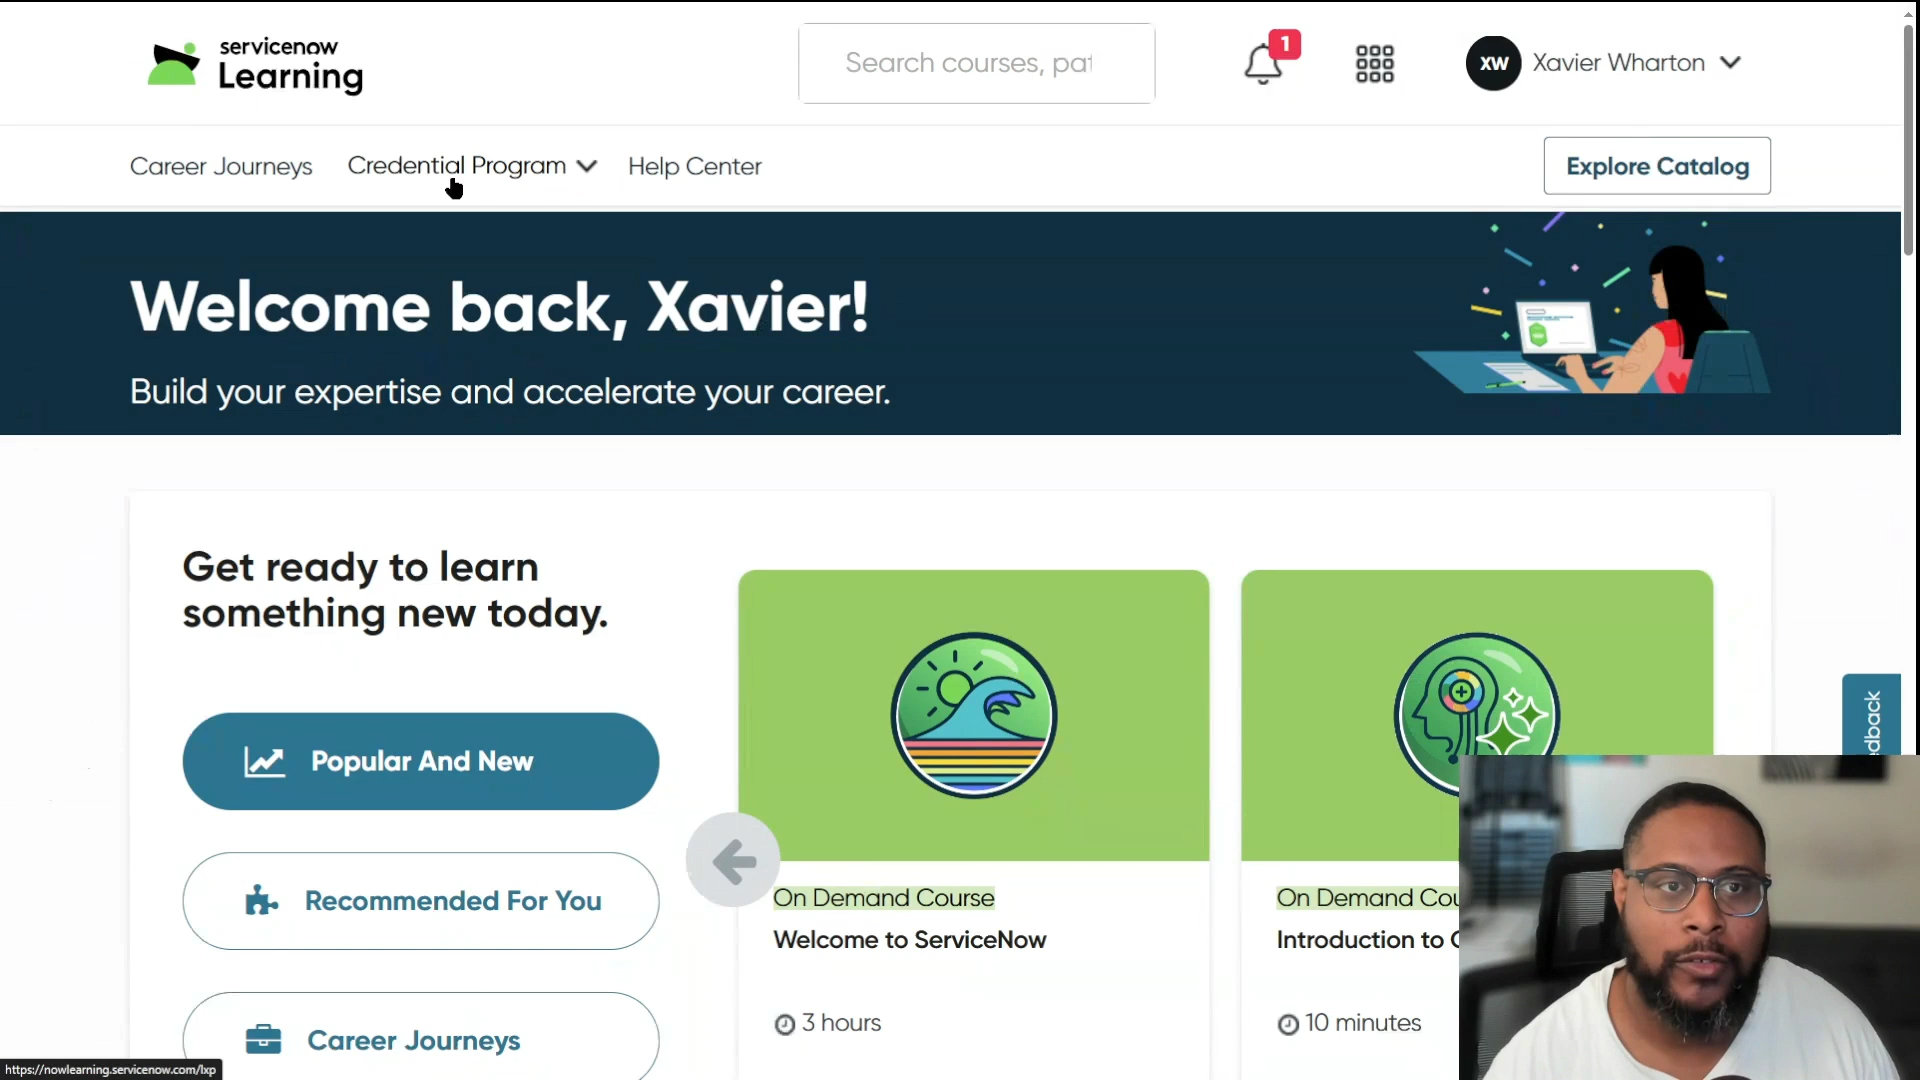 servicenow
Learning
Search courses, pat
1
XW
Xavier Wharton
Career Journeys
Credential Program
Help Center
Explore Catalog
Welcome back, Xavier!
Build your expertise and accelerate your career.
Get ready to learn
something new today.
Popular And New
Recommended For You
Career Journeys
On Demand Course
Welcome to ServiceNow
3 hours
On Demand Cou
Introduction to
10 minutes
dback
https://nowlearning.servicenow.com/lxp